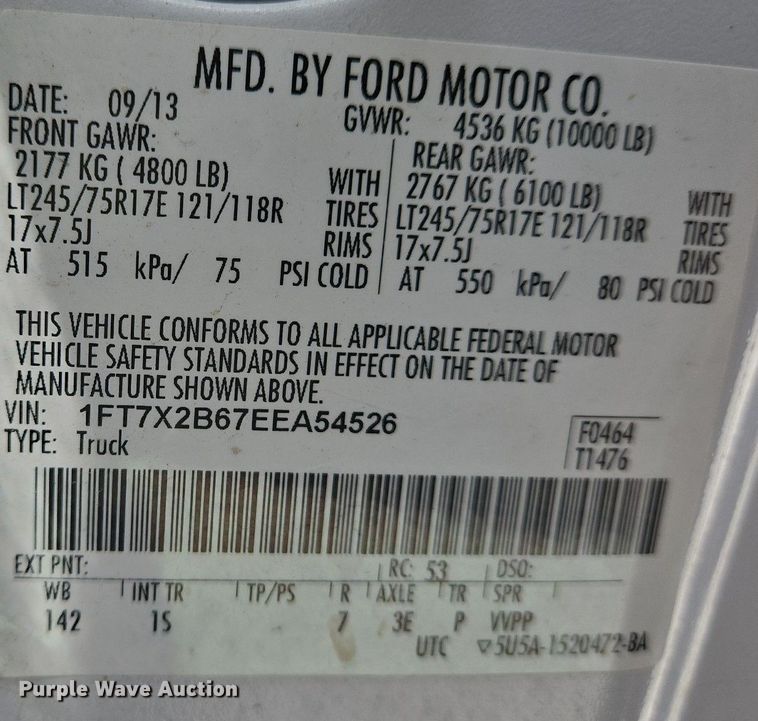 MFD. BY FORD MOTOR CO.
DATE: 09/13 GVWR: 4536 KG (10000 LB)
FRONT GAWR: REAR GAWR:
2177 KG ( 4800 LB) WITH 2767 KG ( 6100 LB) WITH
LT245/75R17E 121/118R TIRES LT245/75R17E 121/118R TIRES
17x7.5J RIMS 17x7.5J RIMS
AT 515 kPa/ 75 PSI COLD AT 550 kPa/ 80 PSI COLD
THIS VEHICLE CONFORMS TO ALL APPLICABLE FEDERAL MOTOR
VEHICLE SAFETY STANDARDS IN EFFECT ON THE DATE OF
MANUFACTURE SHOWN ABOVE.
VIN: 1FT7X2B67EEA54526 F0464
TYPE: Truck T1476
EXT PNT: RC: 53 DSO:
WB INT TR TP/PS R AXLE TR SPR
142 1S 7 3E P VVPP
UTC ▽5U5A-1520472-BA
Purple Wave Auction